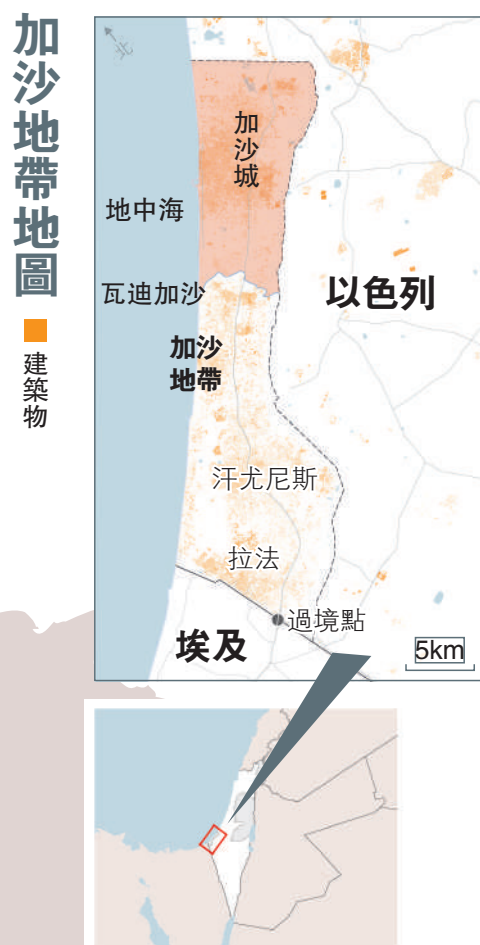 加沙地帶地圖
建築物
北
加沙城
地中海
瓦迪加沙
以色列
加沙
地帶
汗尤尼斯
拉法
過境點
埃及
5km